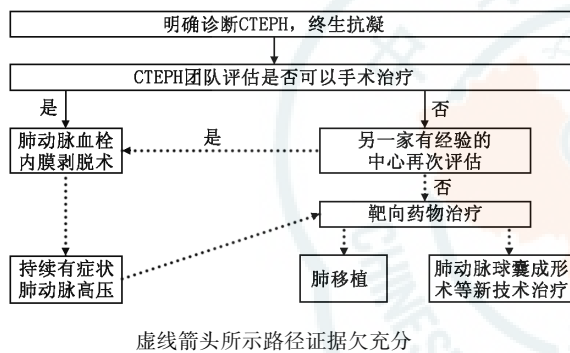 明确诊断CTEPH，终生抗凝
CTEPH团队评估是否可以手术治疗
是
否
肺动脉血栓
内膜剥脱术
是
另一家有经验的
中心再次评估
否
靶向药物治疗
持续有症状
肺动脉高压
肺移植
肺动脉球囊成形
术等新技术治疗
虚线箭头所示路径证据欠充分